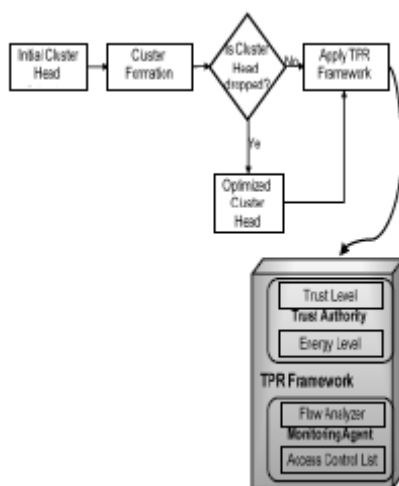 Initial Cluster
Head
Cluster
Formation
Is Cluster
Head
dropped?
No
Apply TPR
Framework
Ye
Optimized
Cluster
Head
Trust Level
Trust Authority
Energy Level
TPR Framework
Flow Analyzer
Monitoring Agent
Access Control List